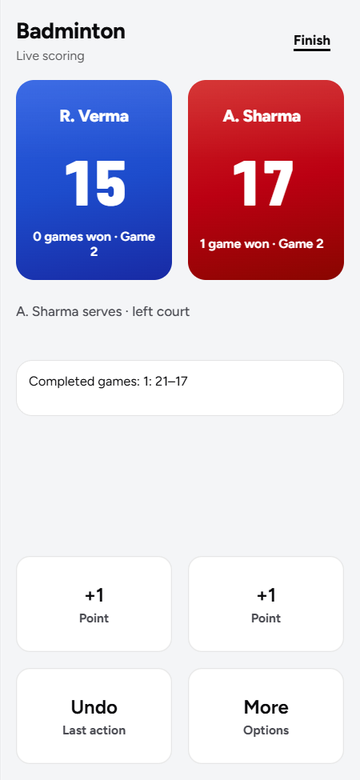 Badminton
Live scoring
Finish
R. Verma
15
0 games won · Game
2
A. Sharma
17
1 game won · Game 2
A. Sharma serves · left court
Completed games: 1: 21–17
+1
Point
+1
Point
Undo
Last action
More
Options